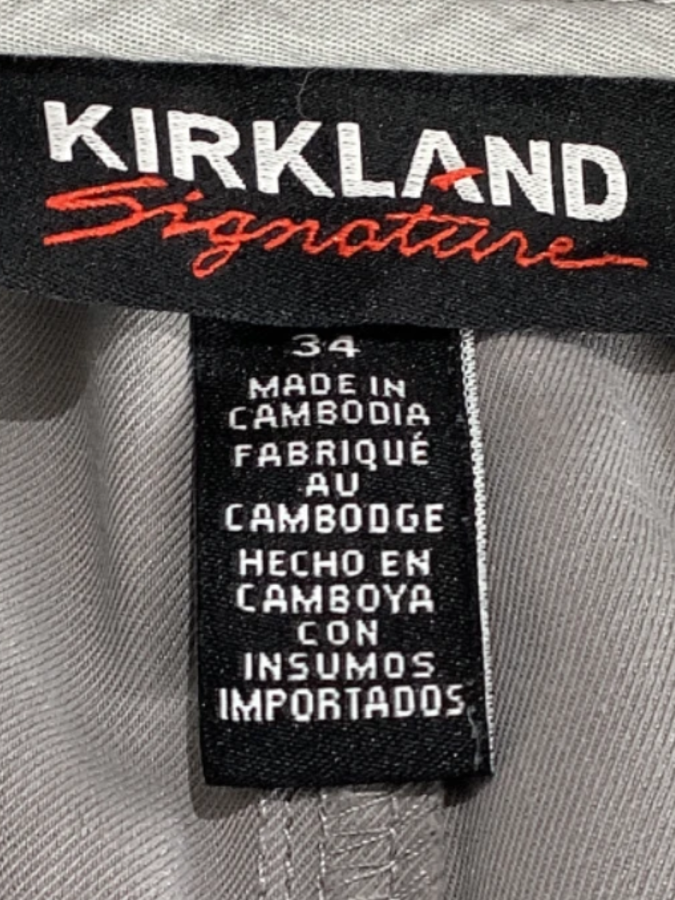 KIRKLAND
Signature
34
MADE IN
CAMBODIA
FABRIQUÉ
AU
CAMBODGE
HECHO EN
CAMBOYA
CON
INSUMOS
IMPORTADOS